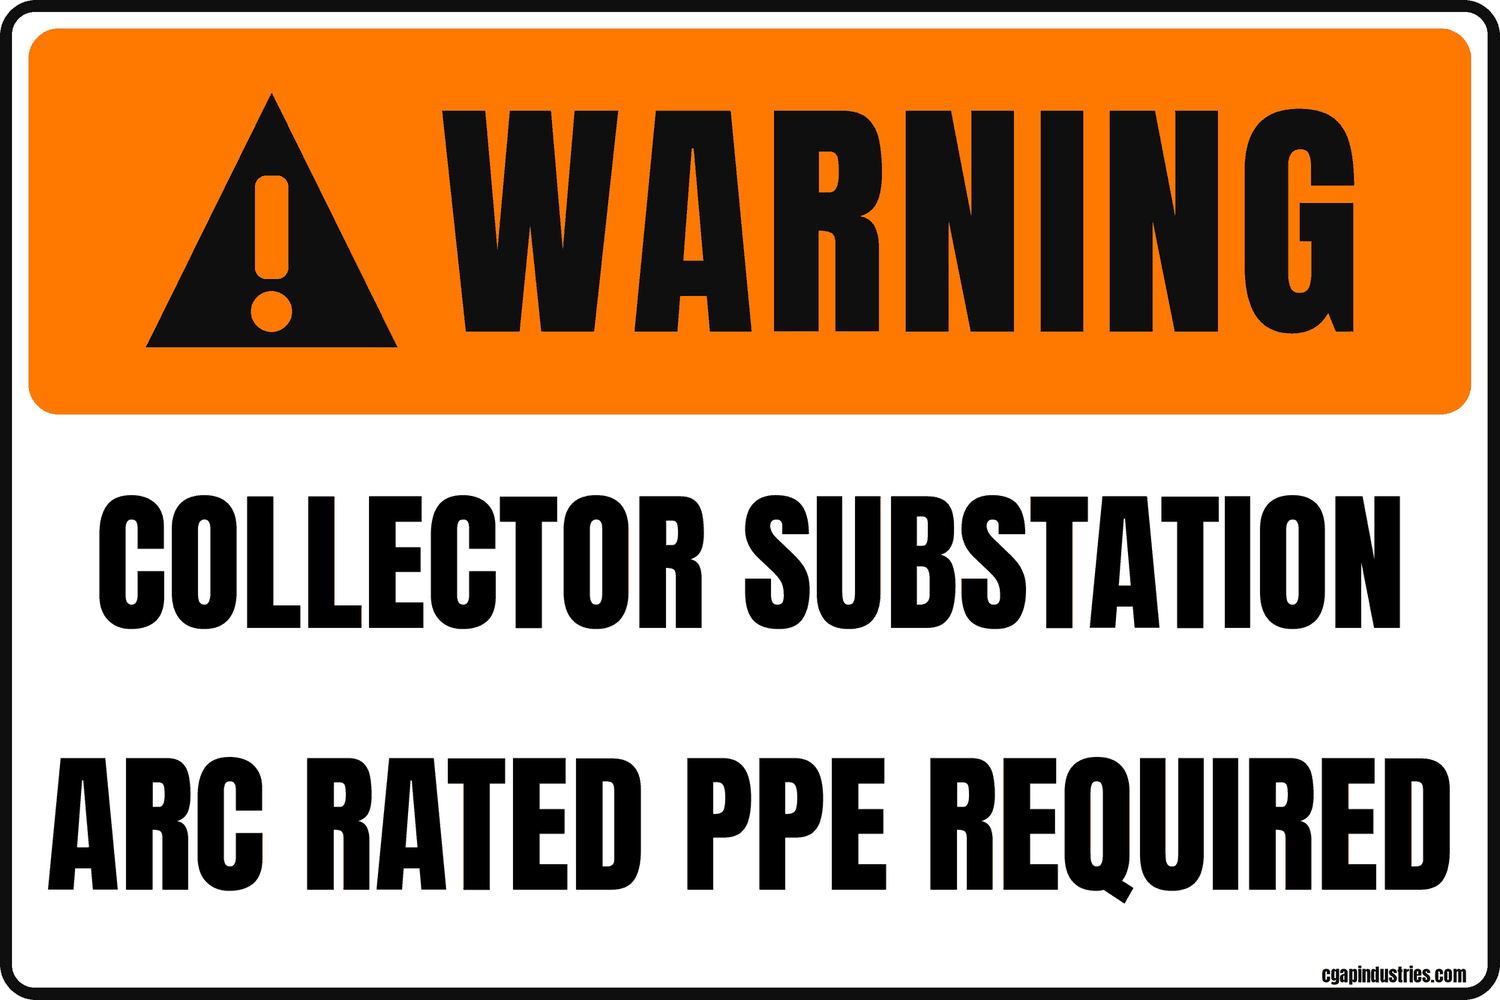 WARNING
COLLECTOR SUBSTATION
ARC RATED PPE REQUIRED
cgapindustries.com